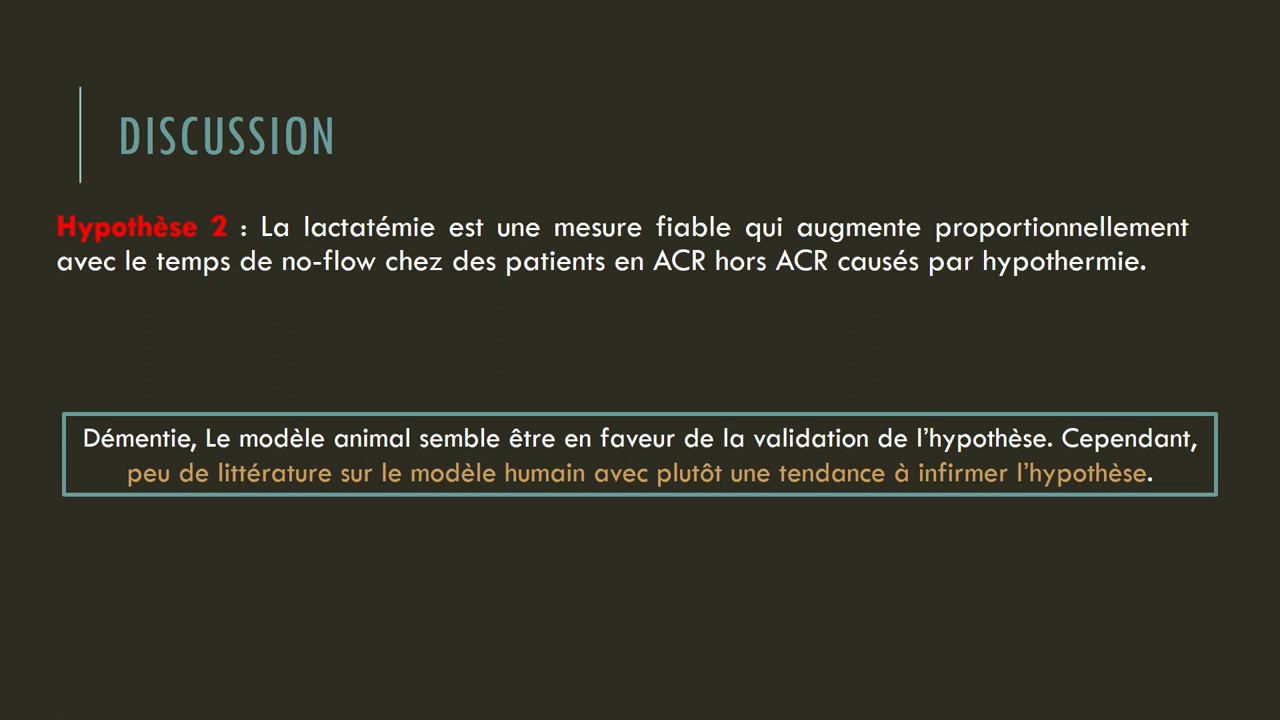 DISCUSSION
Hypothèse 2 : La lactatémie est une mesure fiable qui augmente proportionnellement
avec le temps de no-flow chez des patients en ACR hors ACR causés par hypothermie.
Démentie, Le modèle animal semble être en faveur de la validation de l'hypothèse. Cependant,
peu de littérature sur le modèle humain avec plutôt une tendance à infirmer l'hypothèse.